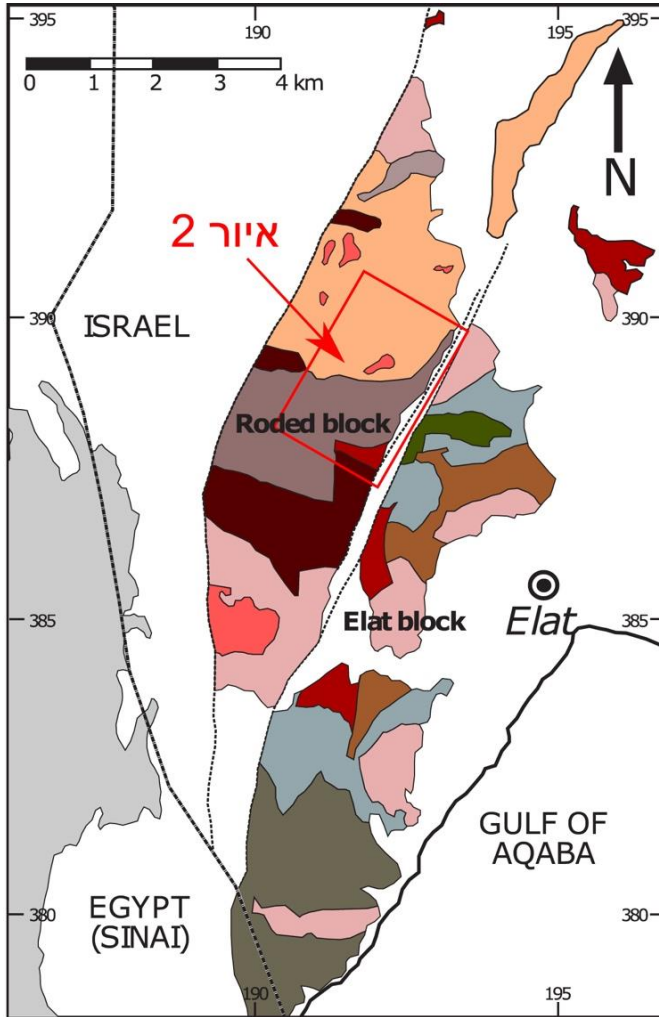 395
190
195
395
0 1 2 3 4 km
N
איור 2
390
ISRAEL
390
Roded block
385
Elat block
Elat
385
GULF OF
AQABA
380
EGYPT
(SINAI)
380
190
195